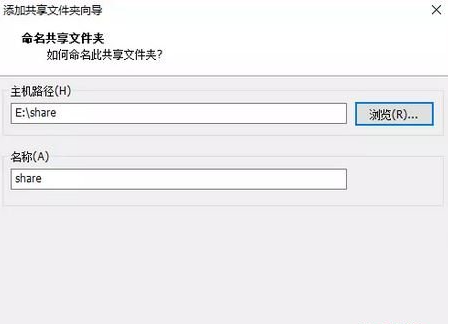 添加共享文件夹向导
命名共享文件夹
如何命名此共享文件夹?
主机路径(H)
E:\share
浏览(R)...
名称(A)
share